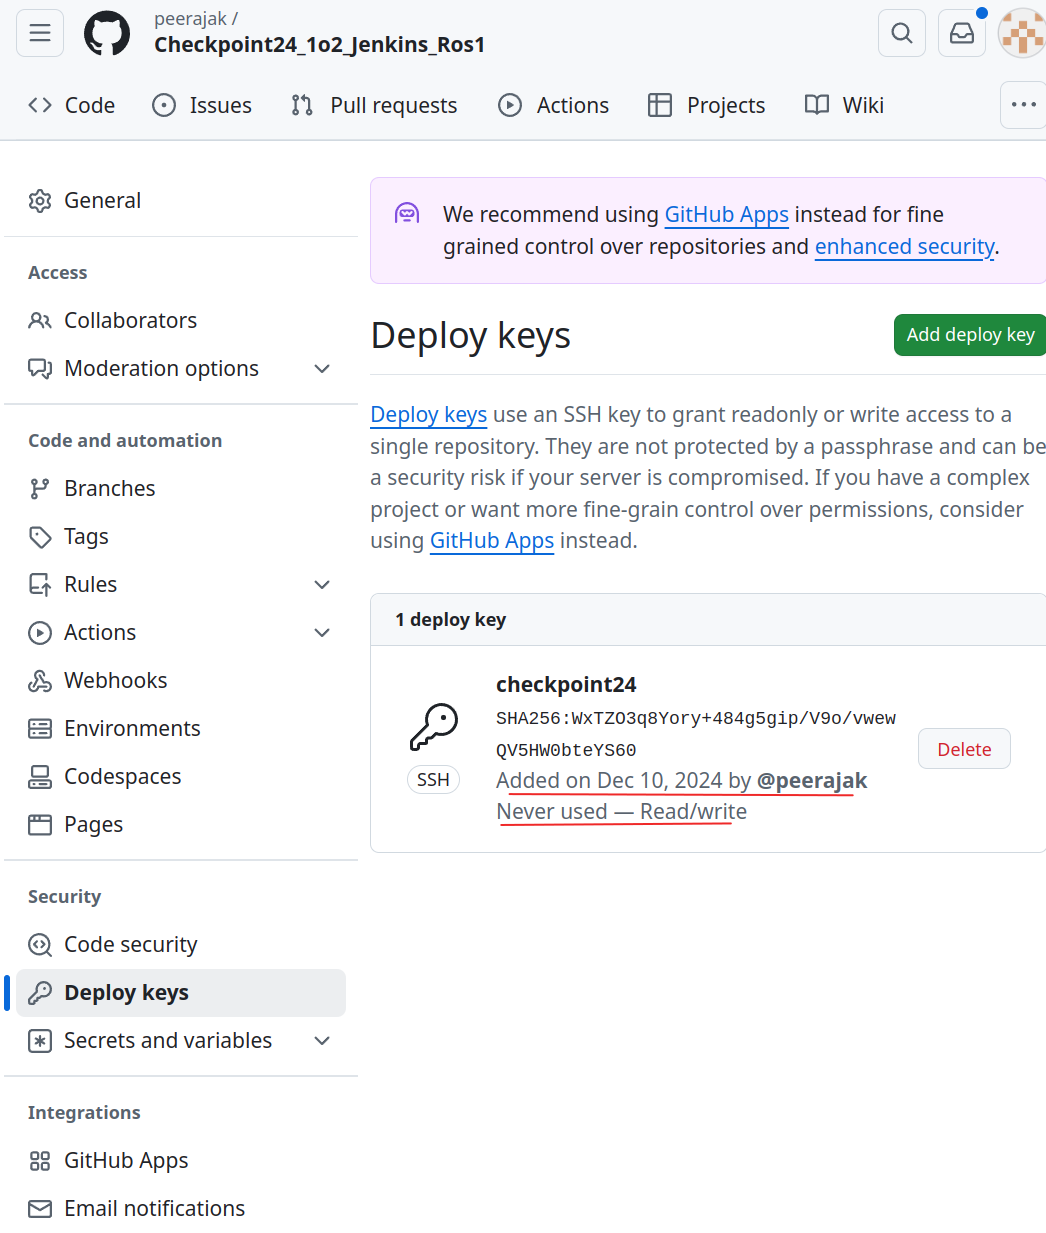 peerajak /
Checkpoint24_1o2_Jenkins_Ros1
Code
Issues
Pull requests
Actions
Projects
Wiki
General
Access
Collaborators
Moderation options
Code and automation
Branches
Tags
Rules
Actions
Webhooks
Environments
Codespaces
Pages
Security
Code security
Deploy keys
Secrets and variables
Integrations
GitHub Apps
Email notifications
We recommend using GitHub Apps instead for fine
grained control over repositories and enhanced security.
Deploy keys
Add deploy key
Deploy keys use an SSH key to grant readonly or write access to a
single repository. They are not protected by a passphrase and can be
a security risk if your server is compromised. If you have a complex
project or want more fine-grain control over permissions, consider
using GitHub Apps instead.
1 deploy key
SSH
checkpoint24
SHA256:WxTZO3q8Yory+484g5gip/V9o/vwew
QV5HW0bteYS60
Added on Dec 10, 2024 by @peerajak
Never used — Read/write
Delete